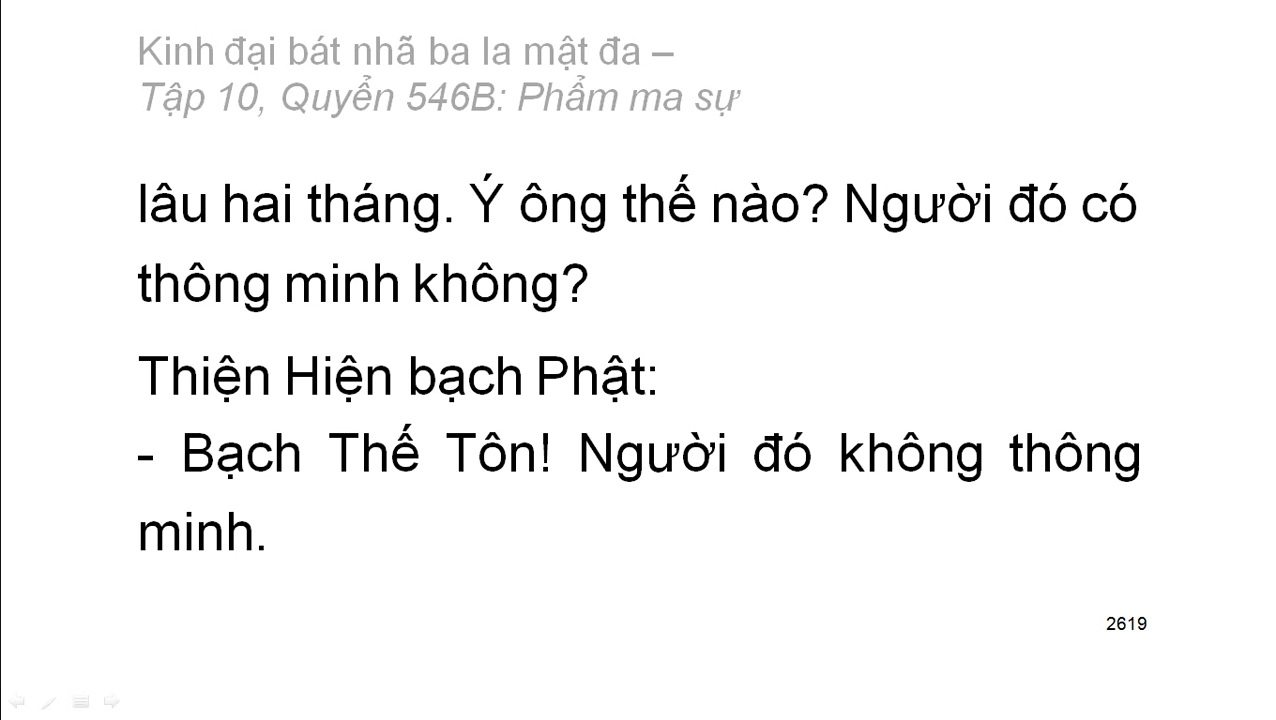 Kinh đại bát nhã ba la mật đa –
Tập 10, Quyển 546B: Phẩm ma sự
lâu hai tháng. Ý ông thế nào? Người đó có
thông minh không?
Thiện Hiện bạch Phật:
- Bạch Thế Tôn! Người đó không thông
minh.
2619